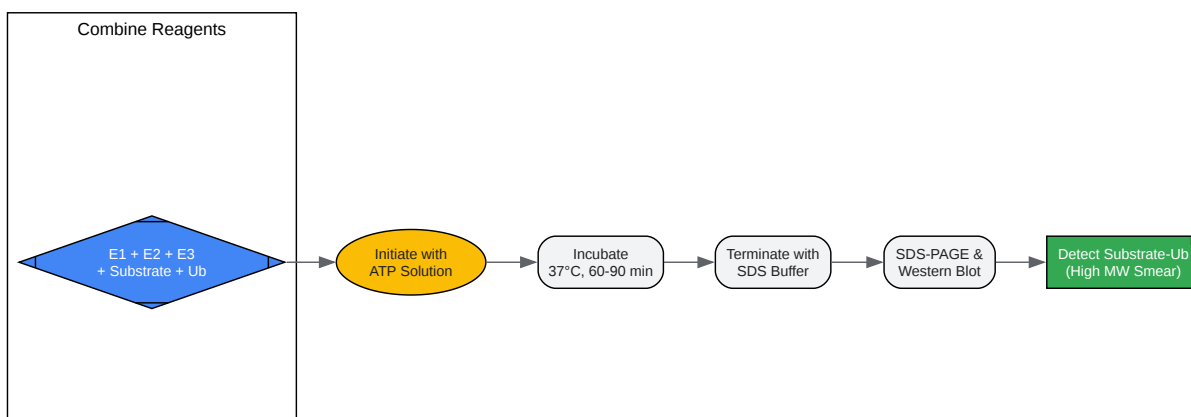 Combine Reagents
E1 + E2 + E3
+ Substrate + Ub
Initiate with
ATP Solution
Incubate
37°C, 60-90 min
Terminate with
SDS Buffer
SDS-PAGE &
Western Blot
Detect Substrate-Ub
(High MW Smear)